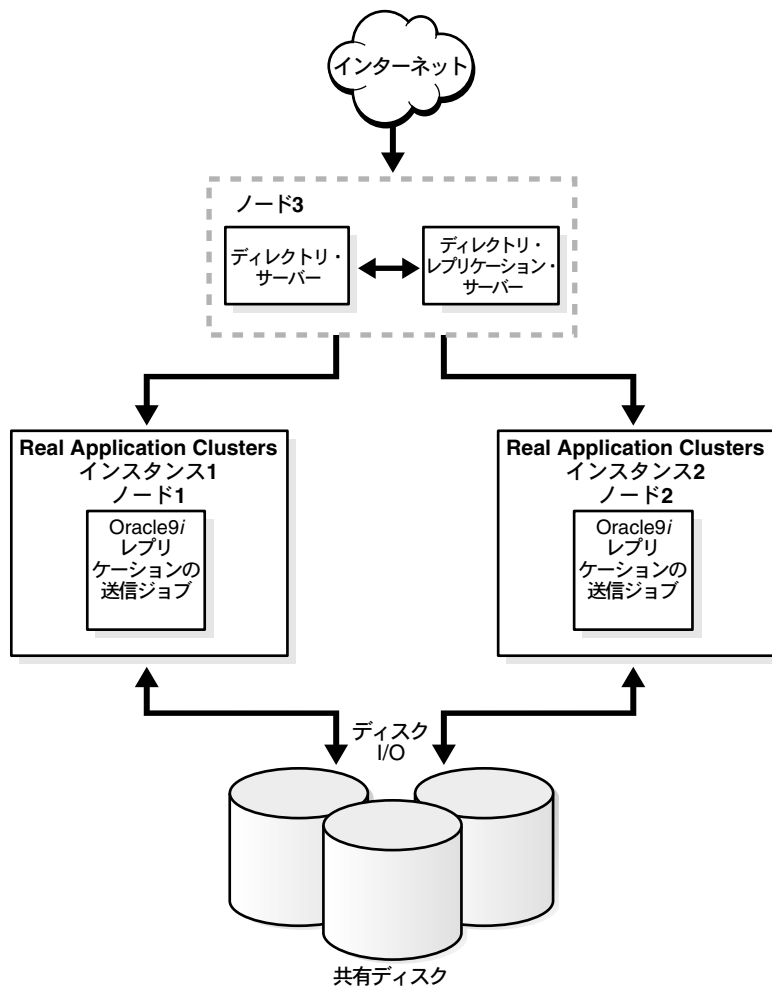 インターネット
ノード3
ディレクトリ・
サーバー
ディレクトリ・
レプリケーション・
サーバー
Real Application Clusters
インスタンス1
ノード1
Oracle9i
レプリ
ケーションの
送信ジョブ
Real Application Clusters
インスタンス2
ノード2
Oracle9i
レプリ
ケーションの
送信ジョブ
ディスク
I/O
共有ディスク